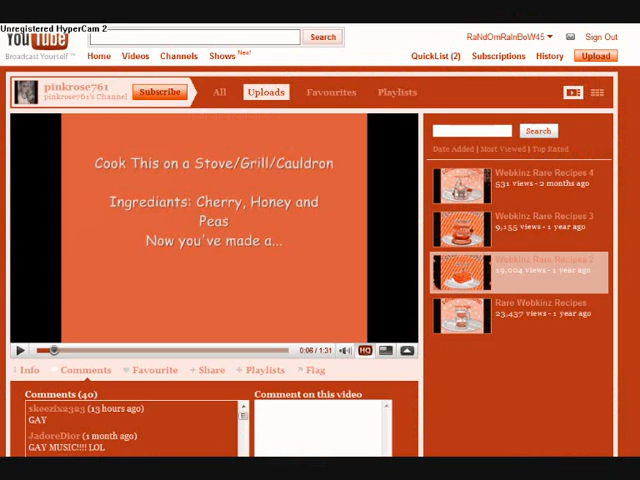 Unregistered HyperCam 2
YouTube
Broadcast Yourself ™
Search
RaNdOmRaInBoW45
Sign Out
Home Videos Channels Shows New!
QuickList (2) Subscriptions History Upload
pinkrose761
pinkrose761's Channel
Subscribe
All Uploads Favourites Playlists
Cook This on a Stove/Grill/Cauldron
Ingrediants: Cherry, Honey and
Peas
Now you've made a...
Search
Date Added | Most Viewed | Top Rated
Webkinz Rare Recipes 4
531 views - 2 months ago
Webkinz Rare Recipes 3
9,155 views - 1 year ago
Webkinz Rare Recipes 2
19,004 views - 1 year ago
Rare Webkinz Recipes
23,437 views - 1 year ago
0:06 / 1:31
HQ
Info Comments Favourite Share Playlists Flag
Comments (40)
skeezixa3a3 (13 hours ago)
GAY
JadoreDior (1 month ago)
GAY MUSIC!!!! LOL
Comment on this video